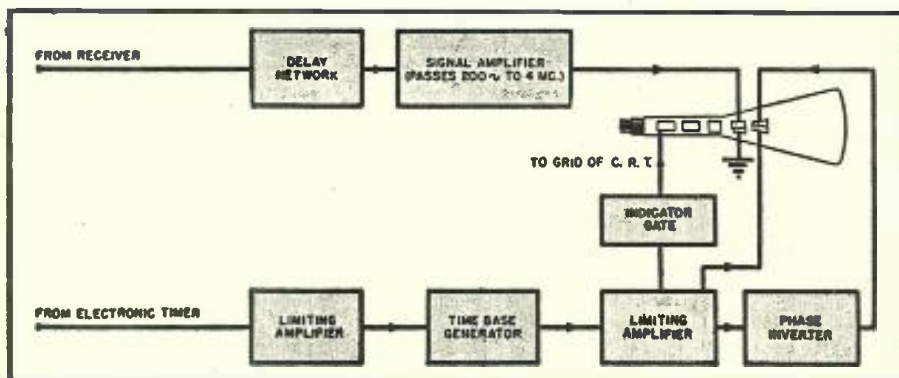 FROM RECEIVER
DELAY
NETWORK
SIGNAL AMPLIFIER
(PASSES 200~ TO 4 MC.)
TO GRID OF C. R. T.
INDICATOR
GATE
FROM ELECTRONIC TIMER
LIMITING
AMPLIFIER
TIME BASE
GENERATOR
LIMITING
AMPLIFIER
PHASE
INVERTER